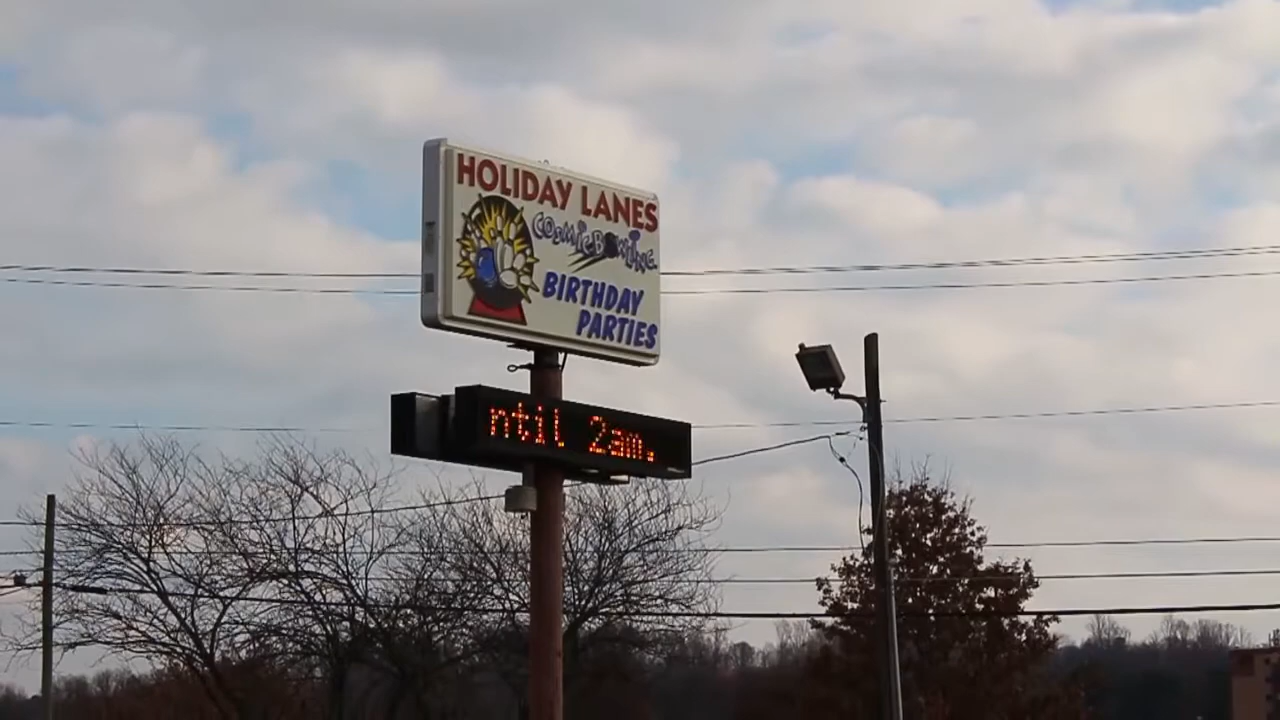 HOLIDAY LANES
COSMIC BOWLING
BIRTHDAY
PARTIES
ntil 2am.